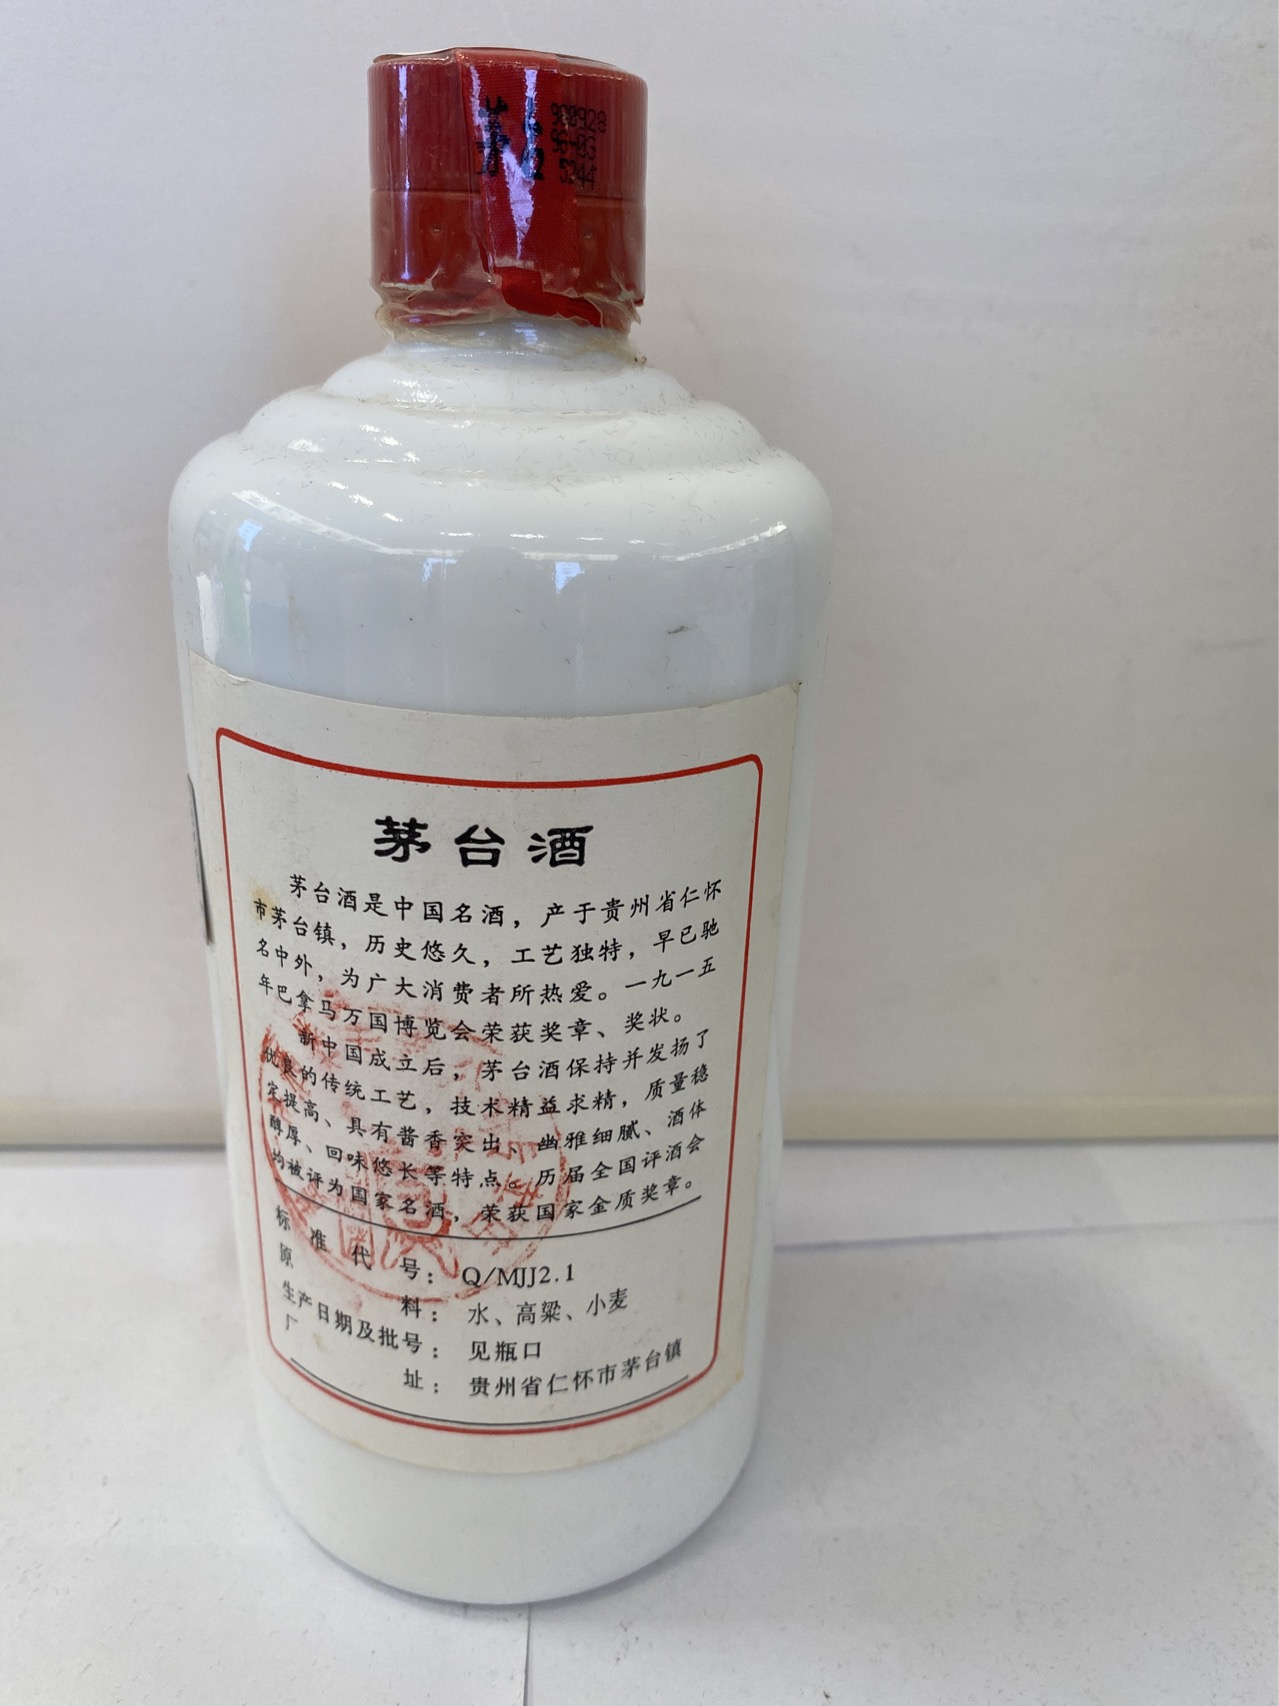 茅台
980928
98-03
5244
茅台酒
茅台酒是中国名酒，产于贵州省仁怀
市茅台镇，历史悠久，工艺独特，早已驰
名中外，为广大消费者所热爱。一九一五
年巴拿马万国博览会荣获奖章、奖状。
新中国成立后，茅台酒保持并发扬了
优良的传统工艺，技术精益求精，质量稳
定提高、具有酱香突出、幽雅细腻、酒体
醇厚、回味悠长等特点。历届全国评酒会
均被评为国家名酒，荣获国家金质奖章。
标准代号：Q/MJJ2.1
原料：水、高粱、小麦
生产日期及批号：见瓶口
厂址：贵州省仁怀市茅台镇